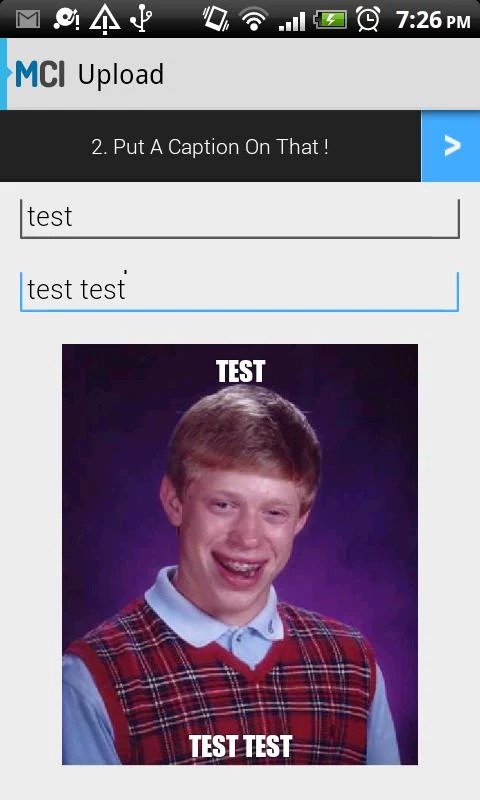 7:26 PM
MCI Upload
2. Put A Caption On That !
>
test
test test
TEST
TEST TEST